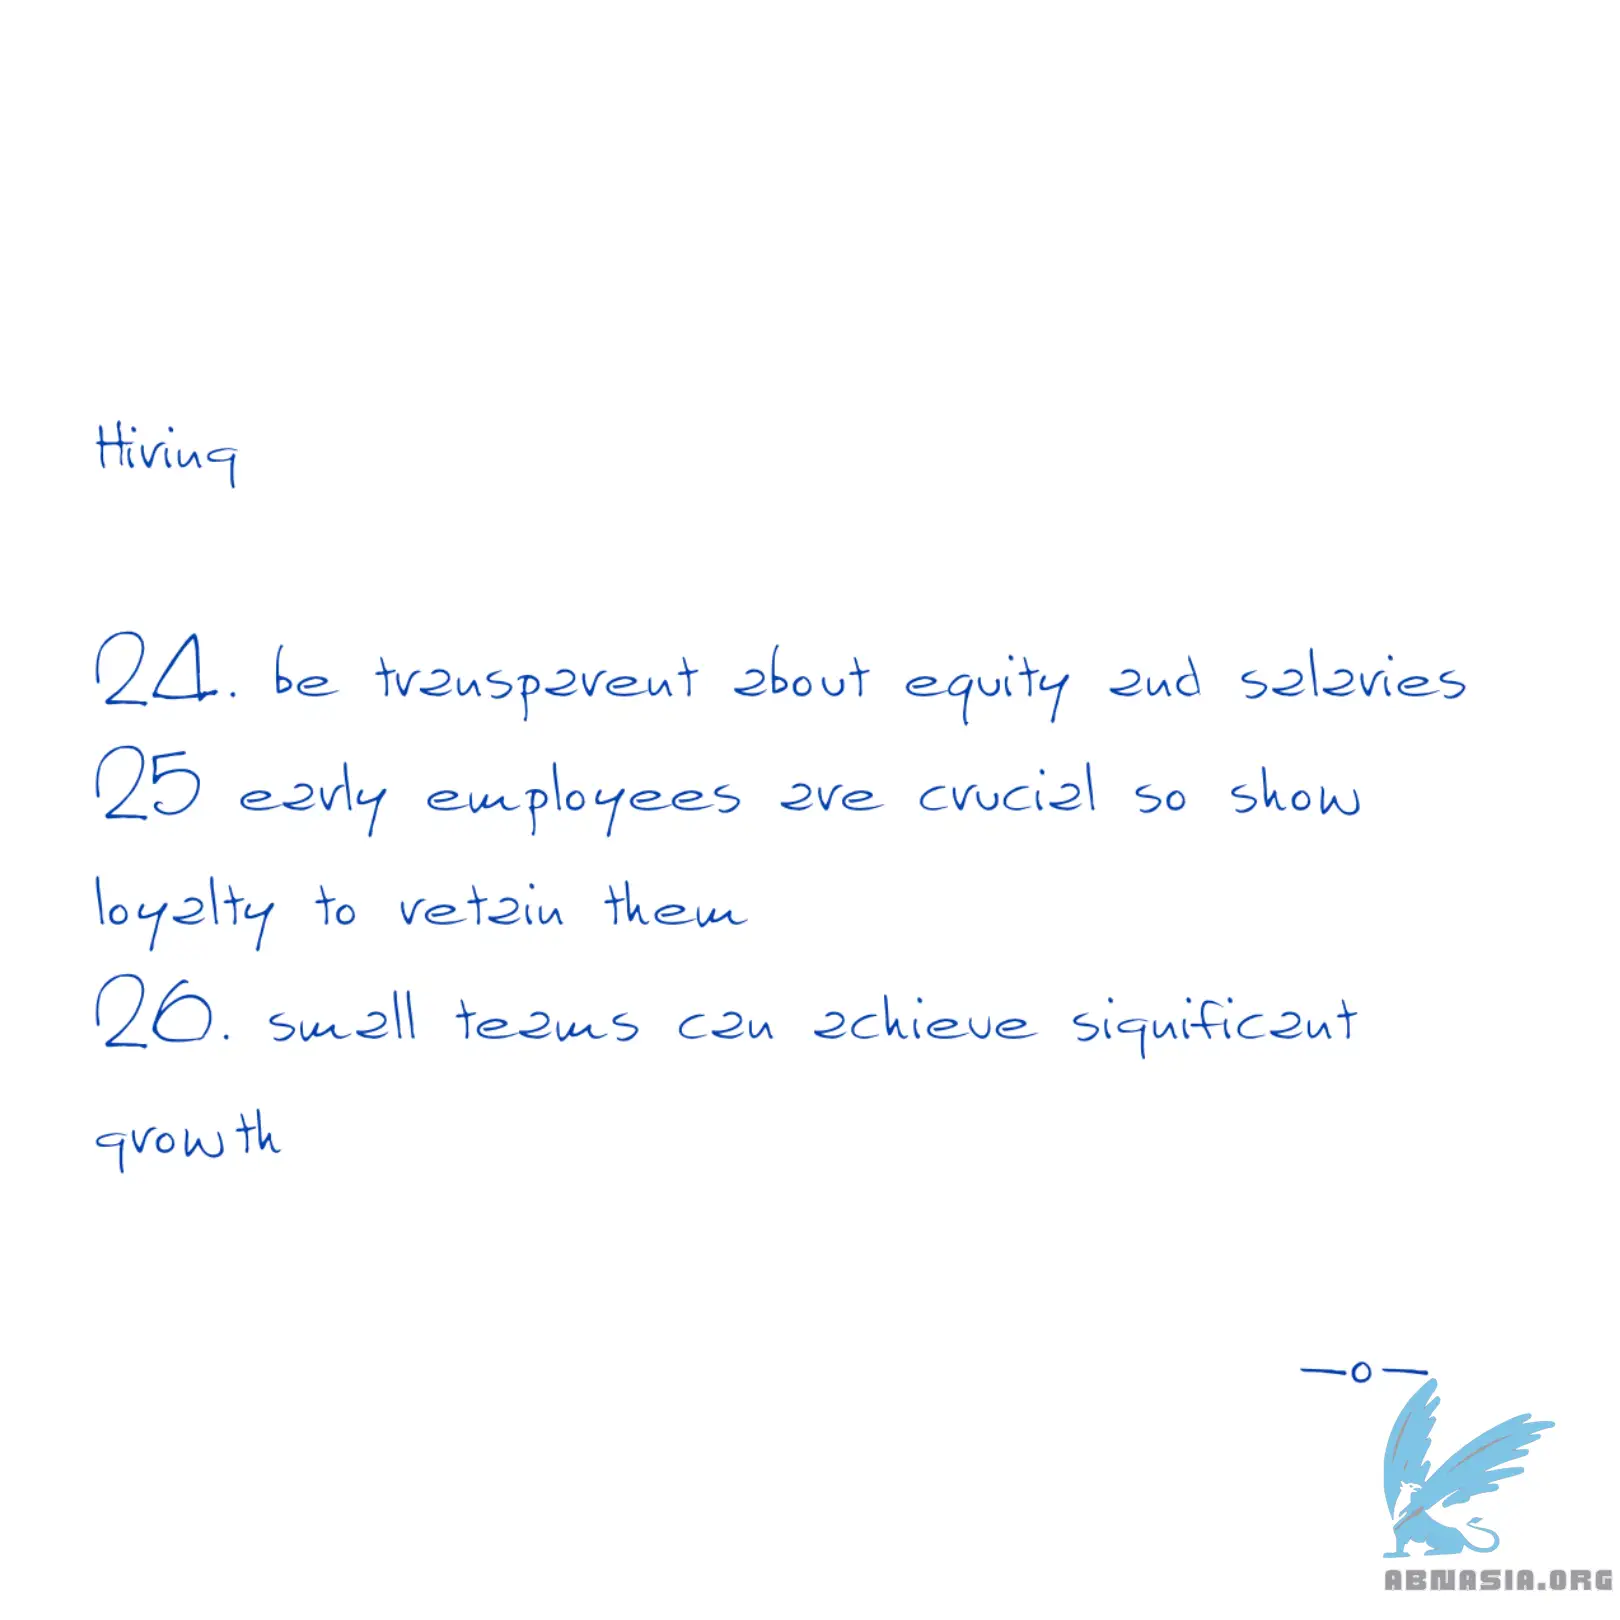 Hiring
24. be transparent about equity and salaries
25 early employees are crucial so show
loyalty to retain them
26. small teams can achieve significant
growth
—o—
ABNASIA.ORG